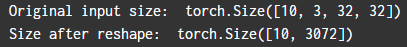 Original input size:  torch.Size([10, 3, 32, 32])
Size after reshape:  torch.Size([10, 3072])